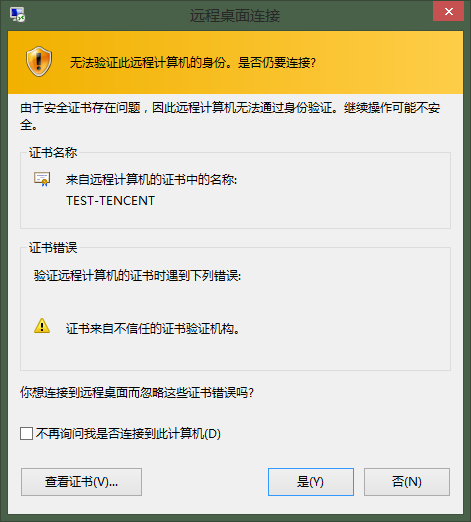 远程桌面连接
无法验证此远程计算机的身份。是否仍要连接?
由于安全证书存在问题，因此远程计算机无法通过身份验证。继续操作可能不安
全。
证书名称
来自远程计算机的证书中的名称:
TEST-TENCENT
证书错误
验证远程计算机的证书时遇到下列错误:
证书来自不信任的证书验证机构。
你想连接到远程桌面而忽略这些证书错误吗?
不再询问我是否连接到此计算机(D)
查看证书(V)... 是(Y) 否(N)